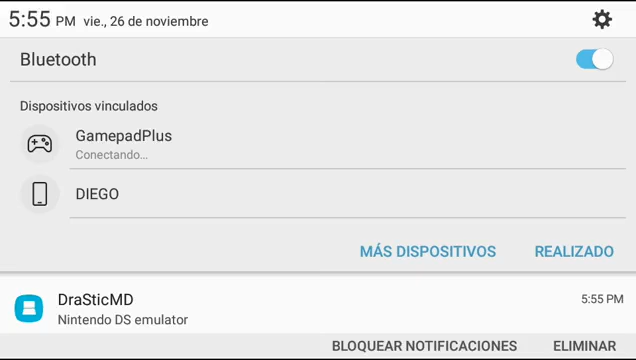 5:55 PM vie., 26 de noviembre
Bluetooth
Dispositivos vinculados
GamepadPlus
Conectando...
DIEGO
MÁS DISPOSITIVOS REALIZADO
DraSticMD 5:55 PM
Nintendo DS emulator
BLOQUEAR NOTIFICACIONES ELIMINAR